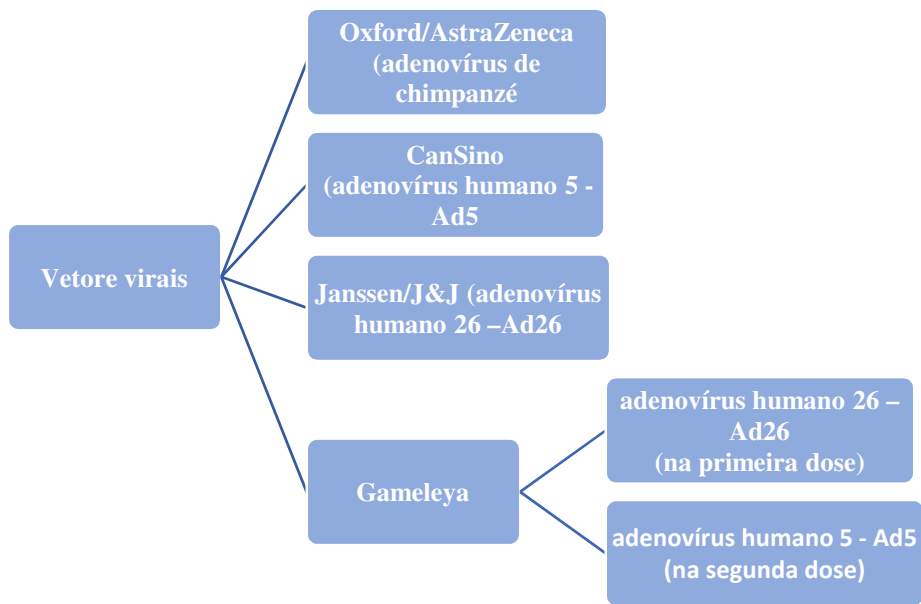 Oxford/AstraZeneca
(adenovírus de
chimpanzé
CanSino
(adenovírus humano 5 -
Ad5
Vetore virais
Janssen/J&J (adenovírus
humano 26 –Ad26
Gameleya
adenovírus humano 26 –
Ad26
(na primeira dose)
adenovírus humano 5 - Ad5
(na segunda dose)